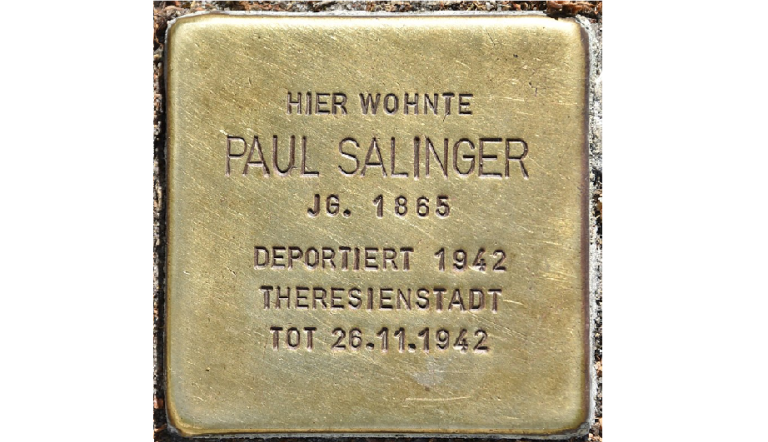 HIER WOHNTE
PAUL SALINGER
JG. 1865
DEPORTIERT 1942
THERESIENSTADT
TOT 26.11.1942